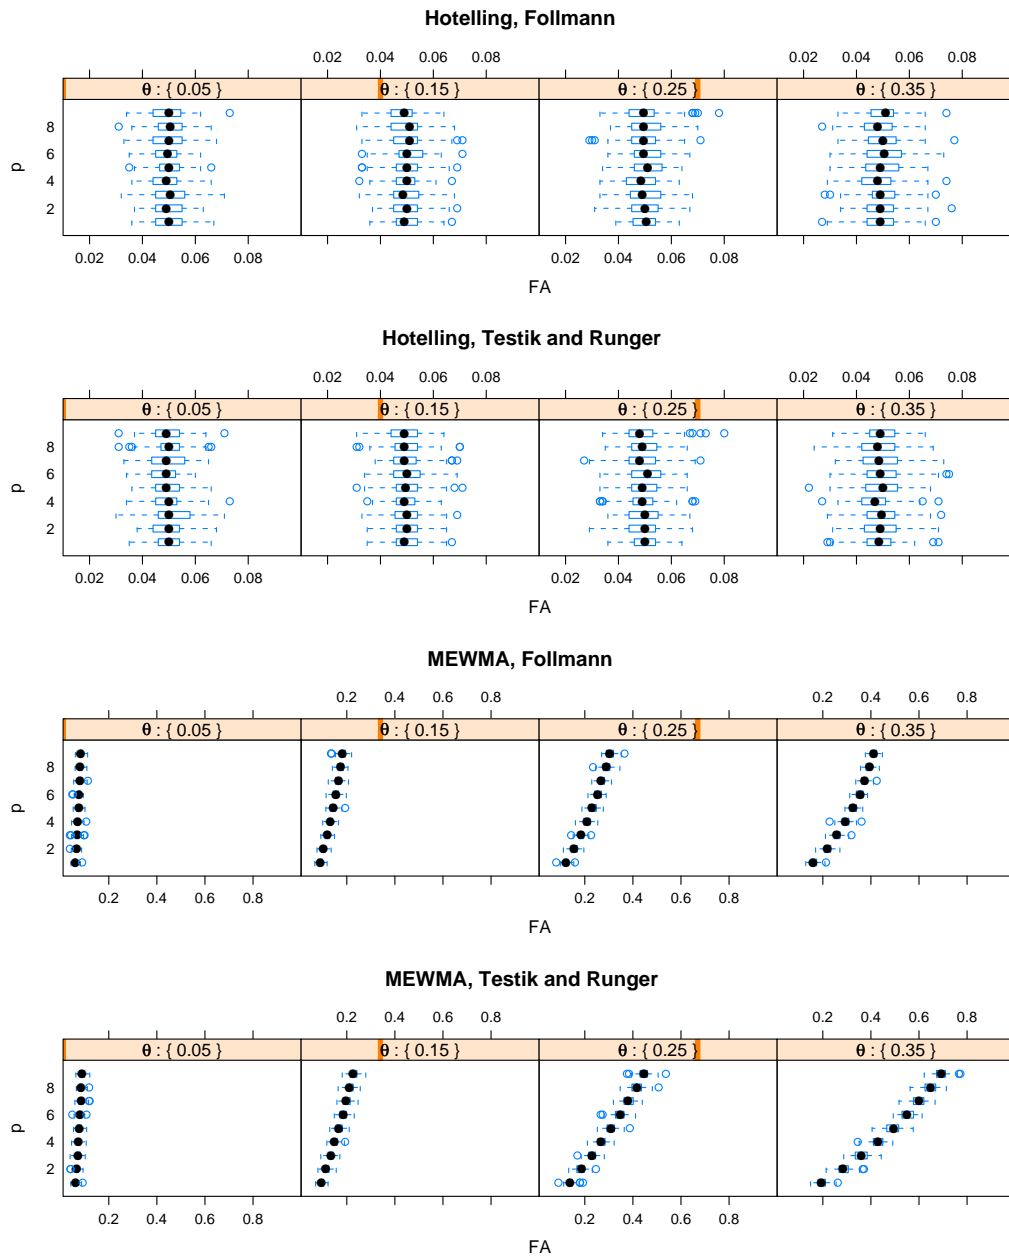 Hotelling, Follmann
0.02 0.04 0.06 0.08 0.02 0.04 0.06 0.08
θ : { 0.05 } θ : { 0.15 } θ : { 0.25 } θ : { 0.35 }
8
6
4
2
p
0.02 0.04 0.06 0.08 0.02 0.04 0.06 0.08
FA
Hotelling, Testik and Runger
0.02 0.04 0.06 0.08 0.02 0.04 0.06 0.08
θ : { 0.05 } θ : { 0.15 } θ : { 0.25 } θ : { 0.35 }
8
6
4
2
p
0.02 0.04 0.06 0.08 0.02 0.04 0.06 0.08
FA
MEWMA, Follmann
0.2 0.4 0.6 0.8 0.2 0.4 0.6 0.8
θ : { 0.05 } θ : { 0.15 } θ : { 0.25 } θ : { 0.35 }
8
6
4
2
p
0.2 0.4 0.6 0.8 0.2 0.4 0.6 0.8
FA
MEWMA, Testik and Runger
0.2 0.4 0.6 0.8 0.2 0.4 0.6 0.8
θ : { 0.05 } θ : { 0.15 } θ : { 0.25 } θ : { 0.35 }
8
6
4
2
p
0.2 0.4 0.6 0.8 0.2 0.4 0.6 0.8
FA